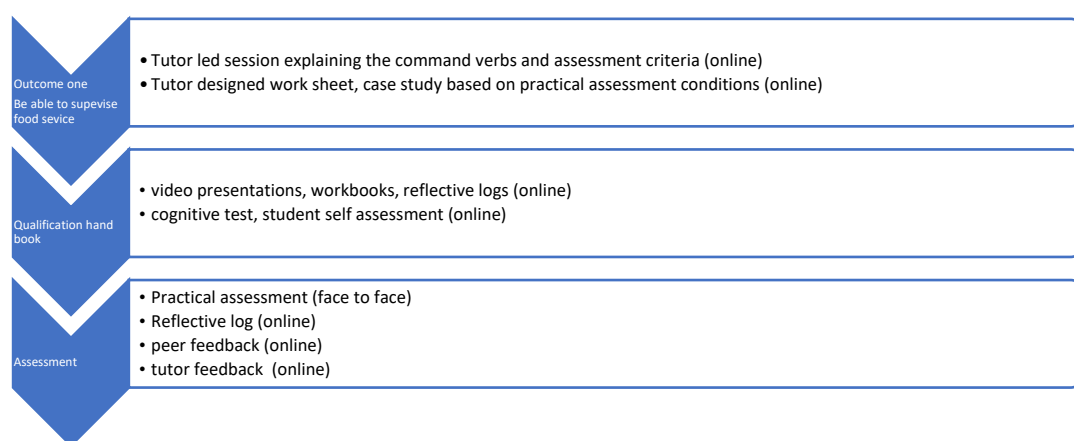 Outcome one
Be able to supevise
food sevice
• Tutor led session explaining the command verbs and assessment criteria (online)
• Tutor designed work sheet, case study based on practical assessment conditions (online)
Qualification hand
book
• video presentations, workbooks, reflective logs (online)
• cognitive test, student self assessment (online)
Assessment
• Practical assessment (face to face)
• Reflective log (online)
• peer feedback (online)
• tutor feedback  (online)